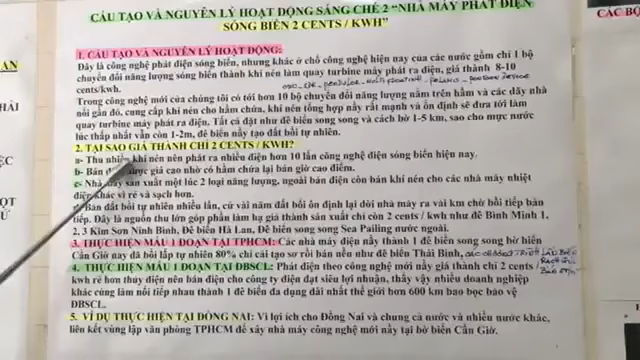 CẤU TẠO VÀ NGUYÊN LÝ HOẠT ĐỘNG SÁNG CHẾ 2 "NHÀ MÁY PHÁT ĐIỆN
SÓNG BIỂN 2 CENTS / KWH"
1. CẤU TẠO VÀ NGUYÊN LÝ HOẠT ĐỘNG:
Đây là công nghệ phát điện sóng biển, nhưng khác ở chỗ công nghệ hiện nay của các nước gồm chỉ 1 bộ
chuyển đổi năng lượng sóng biển thành khí nén làm quay turbine máy phát ra điện, giá thành 8-10
cents/kwh.
Trong công nghệ mới của chúng tôi có tới hơn 10 bộ chuyển đổi năng lượng nằm trên hầm và các dãy nhà
nổi gần đó, cung cấp khí nén cho hầm chứa, khí nén tổng hợp nầy rất mạnh và ổn định sẽ đưa tới làm
quay turbine máy phát ra điện. Tất cả đặt như đê biển song song và cách bờ 1-5 km, sao cho mực nước
lúc thấp nhất vẫn còn 1-2m, đê biển nầy tạo đất bồi tự nhiên.
2. TẠI SAO GIÁ THÀNH CHỈ 2 CENTS / KWH?
a- Thu nhiều khí nén nên phát ra nhiều điện hơn 10 lần công nghệ điện sóng biển hiện nay.
b- Bán được giá cao nhờ có hầm chứa lại bán giờ cao điểm.
c- Nhà máy sản xuất một lúc 2 loại năng lượng, ngoài bán điện còn bán khí nén cho các nhà máy nhiệt
điện khác vì rẻ và sạch hơn.
Bán đất bồi tự nhiên nhiều lần, cứ vài năm đất bồi ổn định lại dời nhà máy ra vài km chờ bồi tiếp bán
tiếp. Đây là nguồn thu lớn góp phần làm hạ giá thành sản xuất chỉ còn 2 cents / kwh như đê Bình Minh 1,
2, 3 Kim Sơn Ninh Bình, Đê biển Hà Lan, Đê biển song song Sea Pailing nước ngoài.
3. THỰC HIỆN MẪU 1 ĐOẠN TẠI TPHCM: Các nhà máy điện nầy thành 1 đê biển song song bờ biển
Cần Giờ nay đã bồi lấp tự nhiên 80% chỉ cải tạo sơ rồi bán nền như đê biển Thái Bình,
4. THỰC HIỆN MẪU 1 ĐOẠN TẠI ĐBSCL: Phát điện theo công nghệ mới nầy giá thành chỉ 2 cents /
kwh rẻ hơn thủy điện nên bán điện cho công ty điện đạt siêu lợi nhuận, thấy vậy nhiều doanh nghiệp
khác cùng làm nối tiếp nhau thành 1 đê biển đa dụng dài nhất thế giới hơn 600 km bao bọc bảo vệ
ĐBSCL.
5. VÍ DỤ THỰC HIỆN TẠI ĐỒNG NAI: Vì lợi ích cho Đồng Nai và chung cả nước và nhiều nước khác,
liên kết vùng lập văn phòng TPHCM để xây nhà máy công nghệ mới nầy tại bờ biển Cần Giờ.
CÁC BỘ